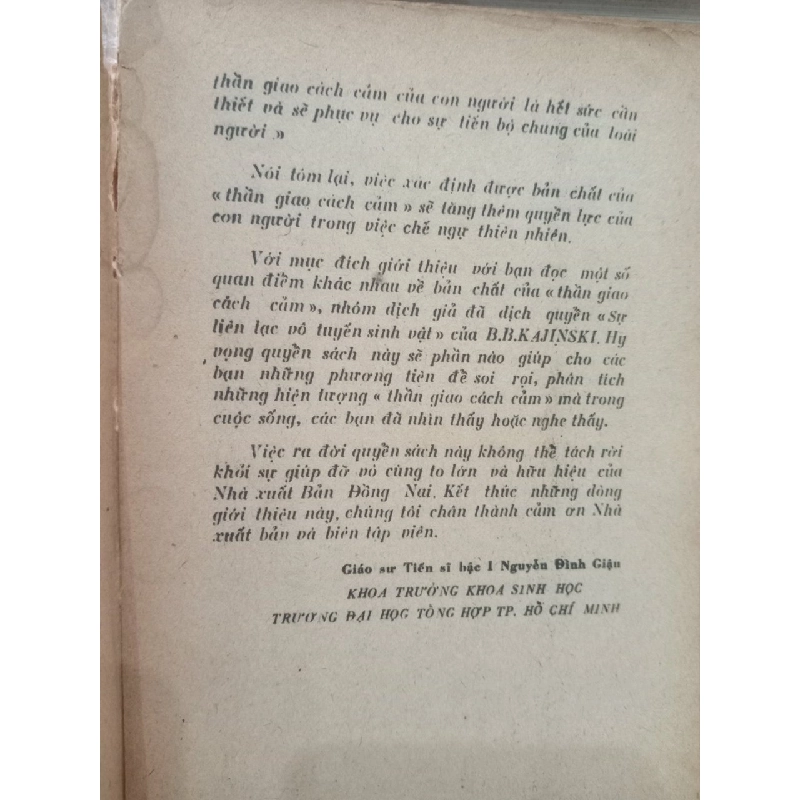 thần giao cách cảm của con người là hết sức cần
thiết và sẽ phục vụ cho sự tiến bộ chung của loài
người »
Nói tóm lại, việc xác định được bản chất của
« thần giao cách cảm » sẽ tăng thêm quyền lực của
con người trong việc chế ngự thiên nhiên.
Với mục đích giới thiệu với bạn đọc một số
quan điểm khác nhau về bản chất của « thần giao
cách cảm », nhóm dịch giả đã dịch quyển « Sự
liên lạc vô tuyến sinh vật » của B.B.KAJINSKI. Hy
vọng quyển sách này sẽ phần nào giúp cho các
bạn những phương tiện để soi rọi, phân tích
những hiện tượng « thần giao cách cảm » mà trong
cuộc sống, các bạn đã nhìn thấy hoặc nghe thấy.
Việc ra đời quyển sách này không thể tách rời
khỏi sự giúp đỡ vô cùng to lớn và hữu hiệu của
Nhà xuất Bản Đồng Nai. Kết thúc những dòng
giới thiệu này, chúng tôi chân thành cảm ơn Nhà
xuất bản và biên tập viên.
Giáo sư Tiến sĩ bậc I Nguyễn Đình Giậu
KHOA TRƯỞNG KHOA SINH HỌC
TRƯỜNG ĐẠI HỌC TỔNG HỢP TP. HỒ CHÍ MINH